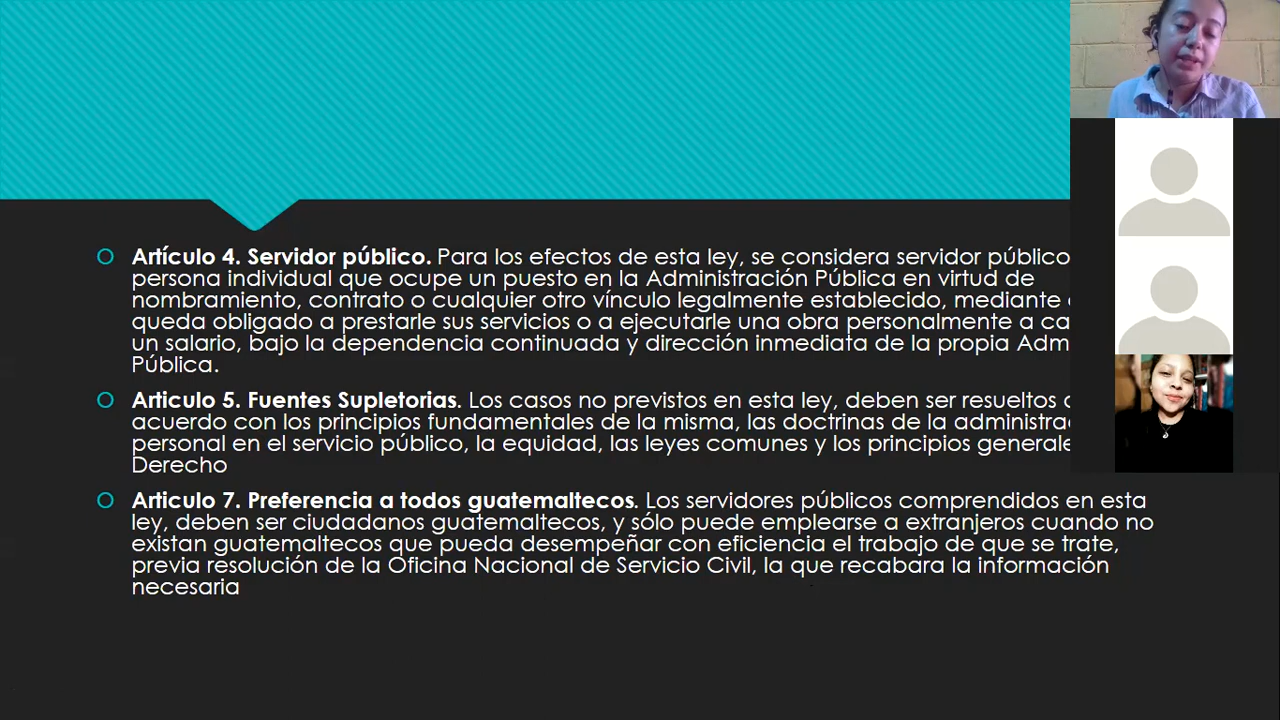 Artículo 4. Servidor público. Para los efectos de esta ley, se considera servidor público
persona individual que ocupe un puesto en la Administración Pública en virtud de
nombramiento, contrato o cualquier otro vínculo legalmente establecido, mediante
queda obligado a prestarle sus servicios o a ejecutarle una obra personalmente a
un salario, bajo la dependencia continuada y dirección inmediata de la propia
Pública.
Articulo 5. Fuentes Supletorias. Los casos no previstos en esta ley, deben ser resueltos
acuerdo con los principios fundamentales de la misma, las doctrinas de la
personal en el servicio público, la equidad, las leyes comunes y los principios
Derecho
Articulo 7. Preferencia a todos guatemaltecos. Los servidores públicos comprendidos en esta
ley, deben ser ciudadanos guatemaltecos, y sólo puede emplearse a extranjeros cuando no
existan guatemaltecos que pueda desempeñar con eficiencia el trabajo de que se trate,
previa resolución de la Oficina Nacional de Servicio Civil, la que recabara la información
necesaria